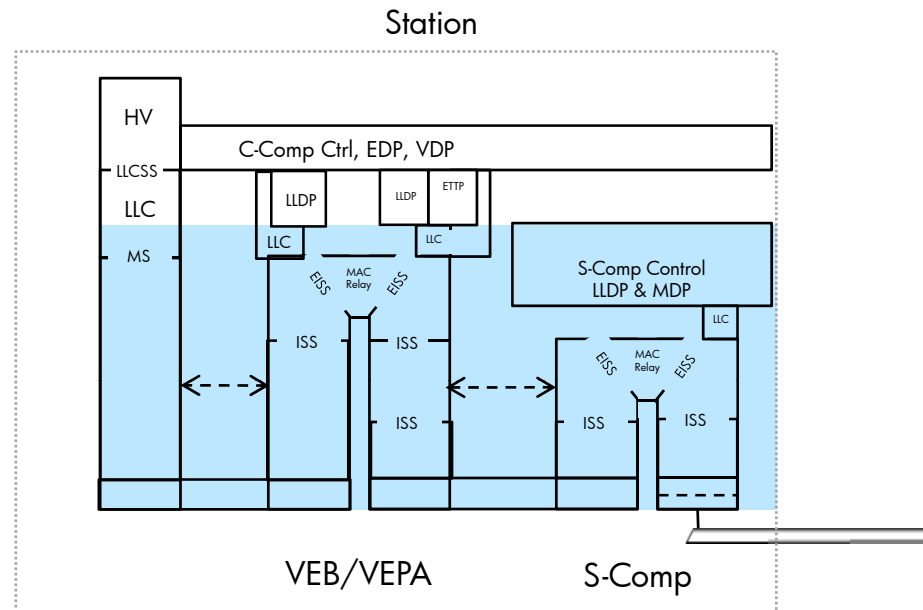 Station
HV
C-Comp Ctrl, EDP, VDP
LLCSS
LLDP
LLDP
ETTP
LLC
LLC
LLC
MS
EISS
MAC
Relay
EISS
S-Comp Control
LLDP & MDP
LLC
ISS
ISS
EISS
MAC
Relay
EISS
ISS
ISS
ISS
VEB/VEPA
S-Comp